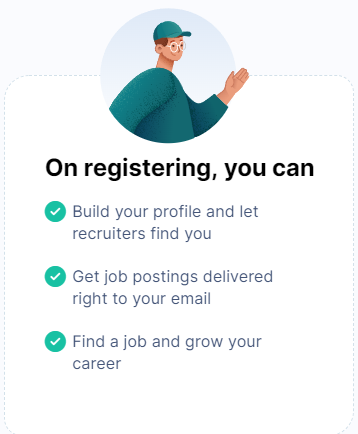 On registering, you can
Build your profile and let
recruiters find you
Get job postings delivered
right to your email
Find a job and grow your
career